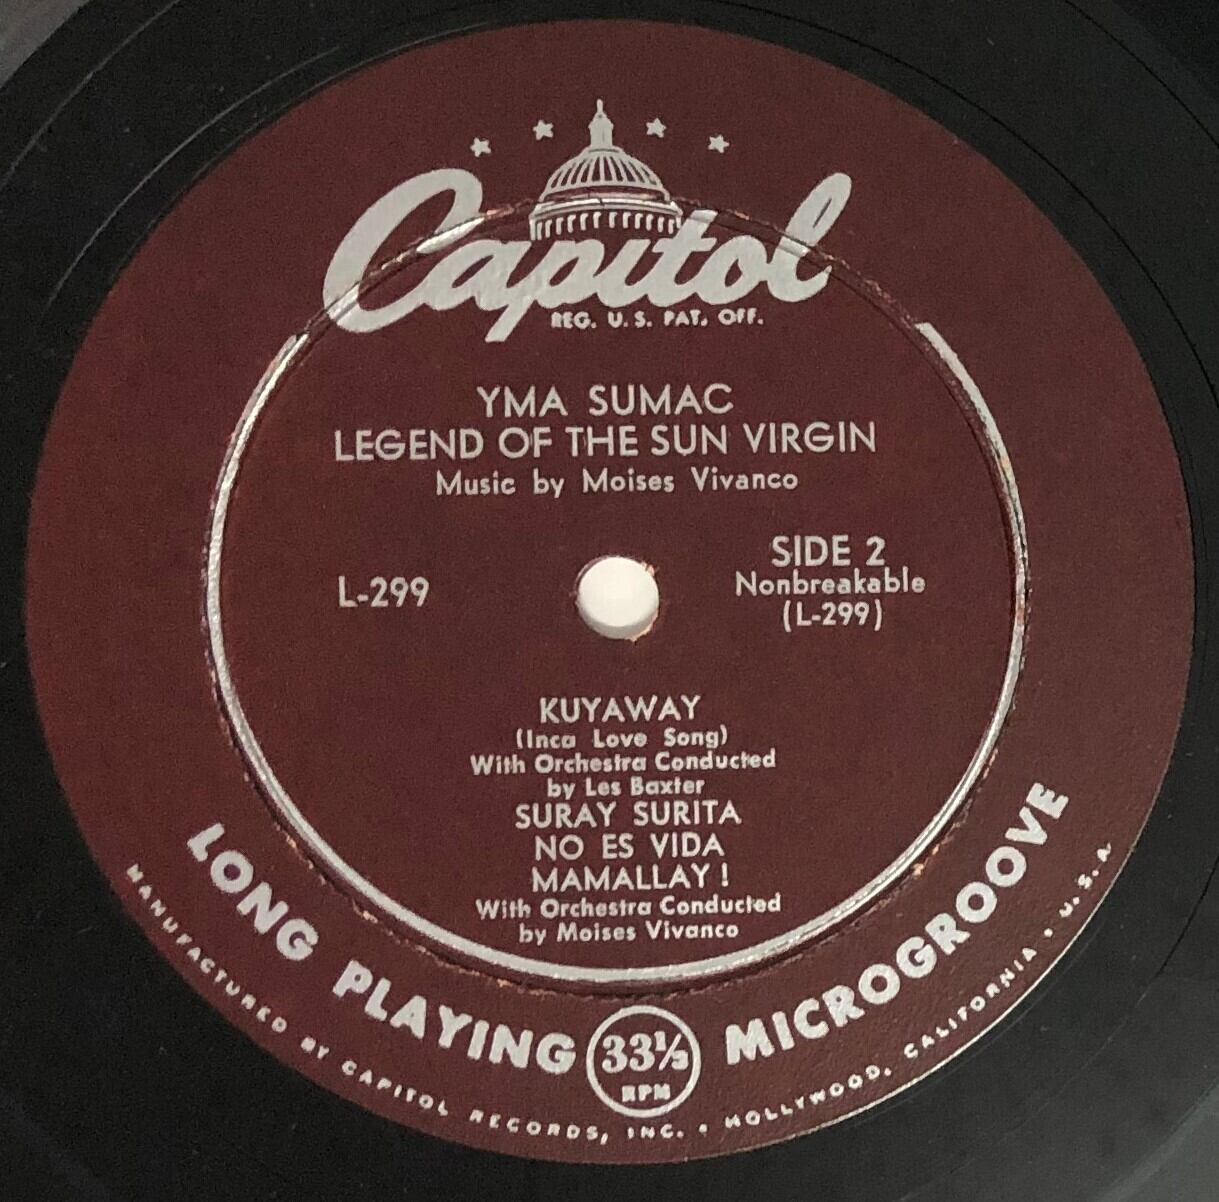 Capitol
REG. U.S. PAT. OFF.
YMA SUMAC
LEGEND OF THE SUN VIRGIN
Music by Moises Vivanco
L-299
SIDE 2
Nonbreakable
(L-299)
KUYAWAY
(Inca Love Song)
With Orchestra Conducted
by Les Baxter
SURAY SURITA
NO ES VIDA
MAMALLAY!
With Orchestra Conducted
by Moises Vivanco
LONG PLAYING 33⅓ RPM MICROGROOVE
MANUFACTURED BY CAPITOL RECORDS, INC. • HOLLYWOOD, CALIFORNIA • U.S.A.